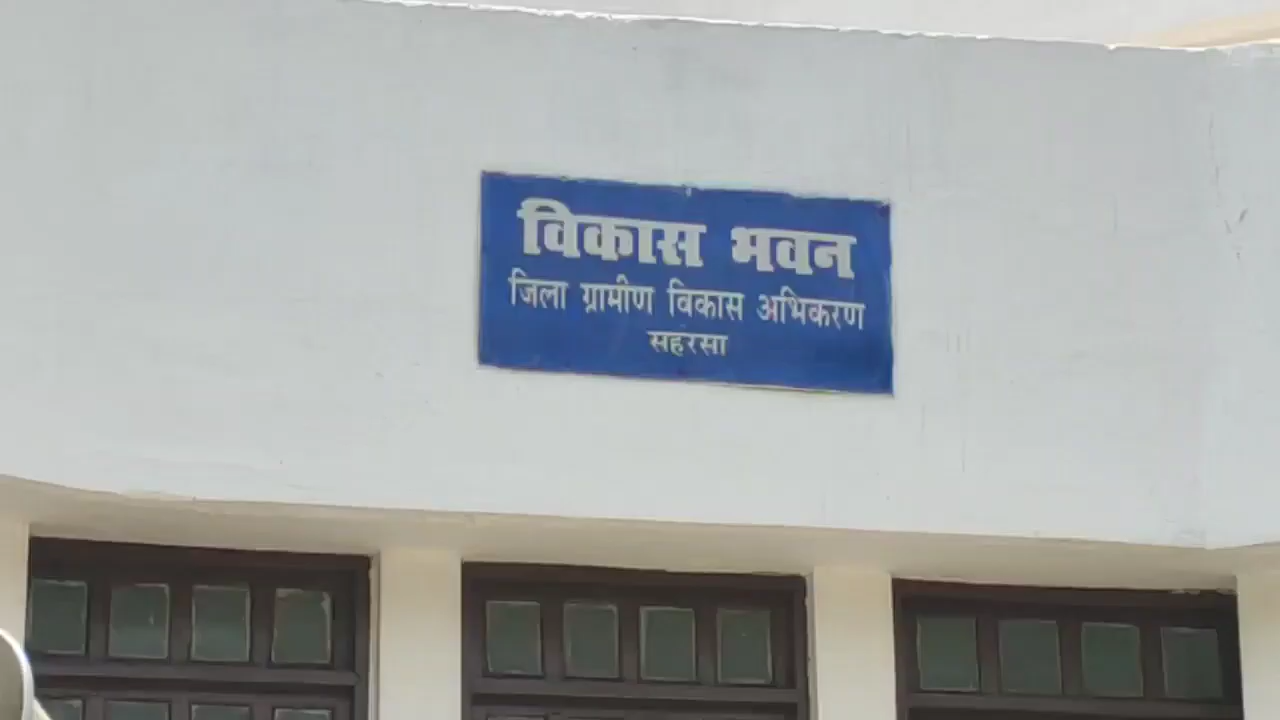 विकास भवन
जिला ग्रामीण विकास अभिकरण
सहरसा